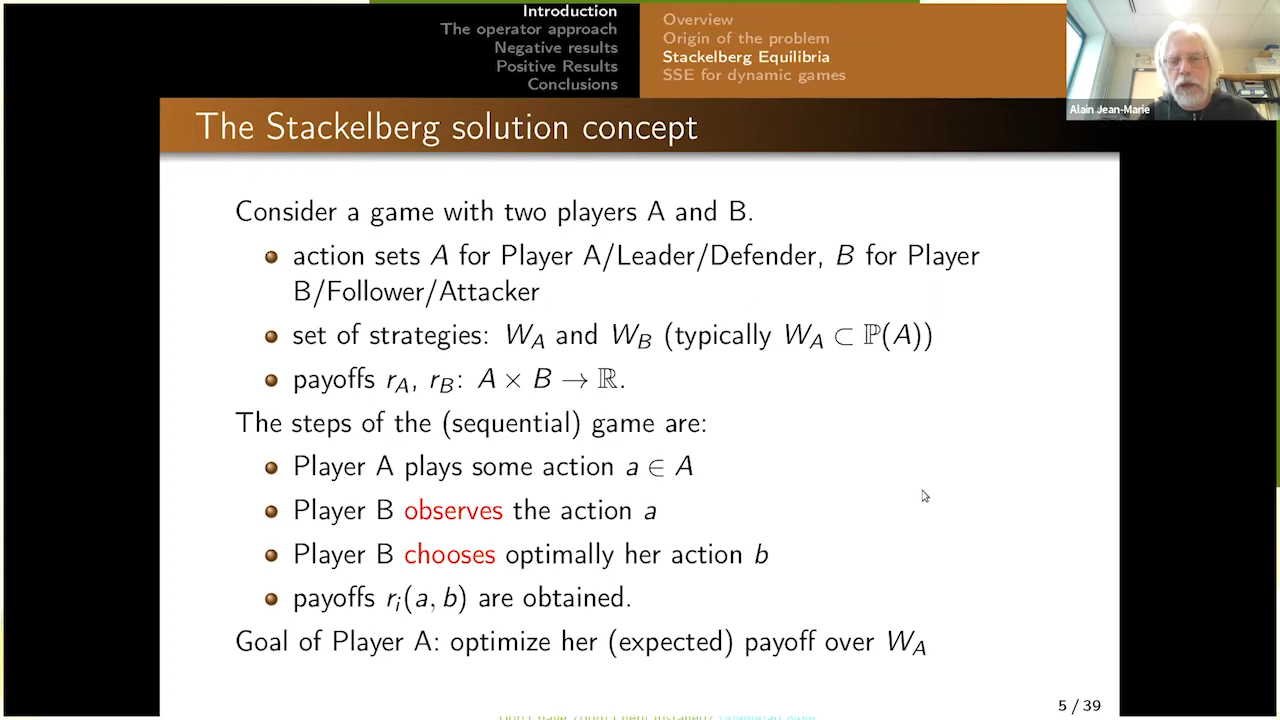 Introduction
The operator approach
Negative results
Positive Results
Conclusions
Overview
Origin of the problem
Stackelberg Equilibria
SSE for dynamic games
Alain Jean-Marie
The Stackelberg solution concept
Consider a game with two players A and B.
action sets A for Player A/Leader/Defender, B for Player
B/Follower/Attacker
set of strategies: W_A and W_B (typically W_A ⊂ ℙ(A))
payoffs r_A, r_B: A × B → ℝ.
The steps of the (sequential) game are:
Player A plays some action a ∈ A
Player B observes the action a
Player B chooses optimally her action b
payoffs r_i(a, b) are obtained.
Goal of Player A: optimize her (expected) payoff over W_A
5 / 39